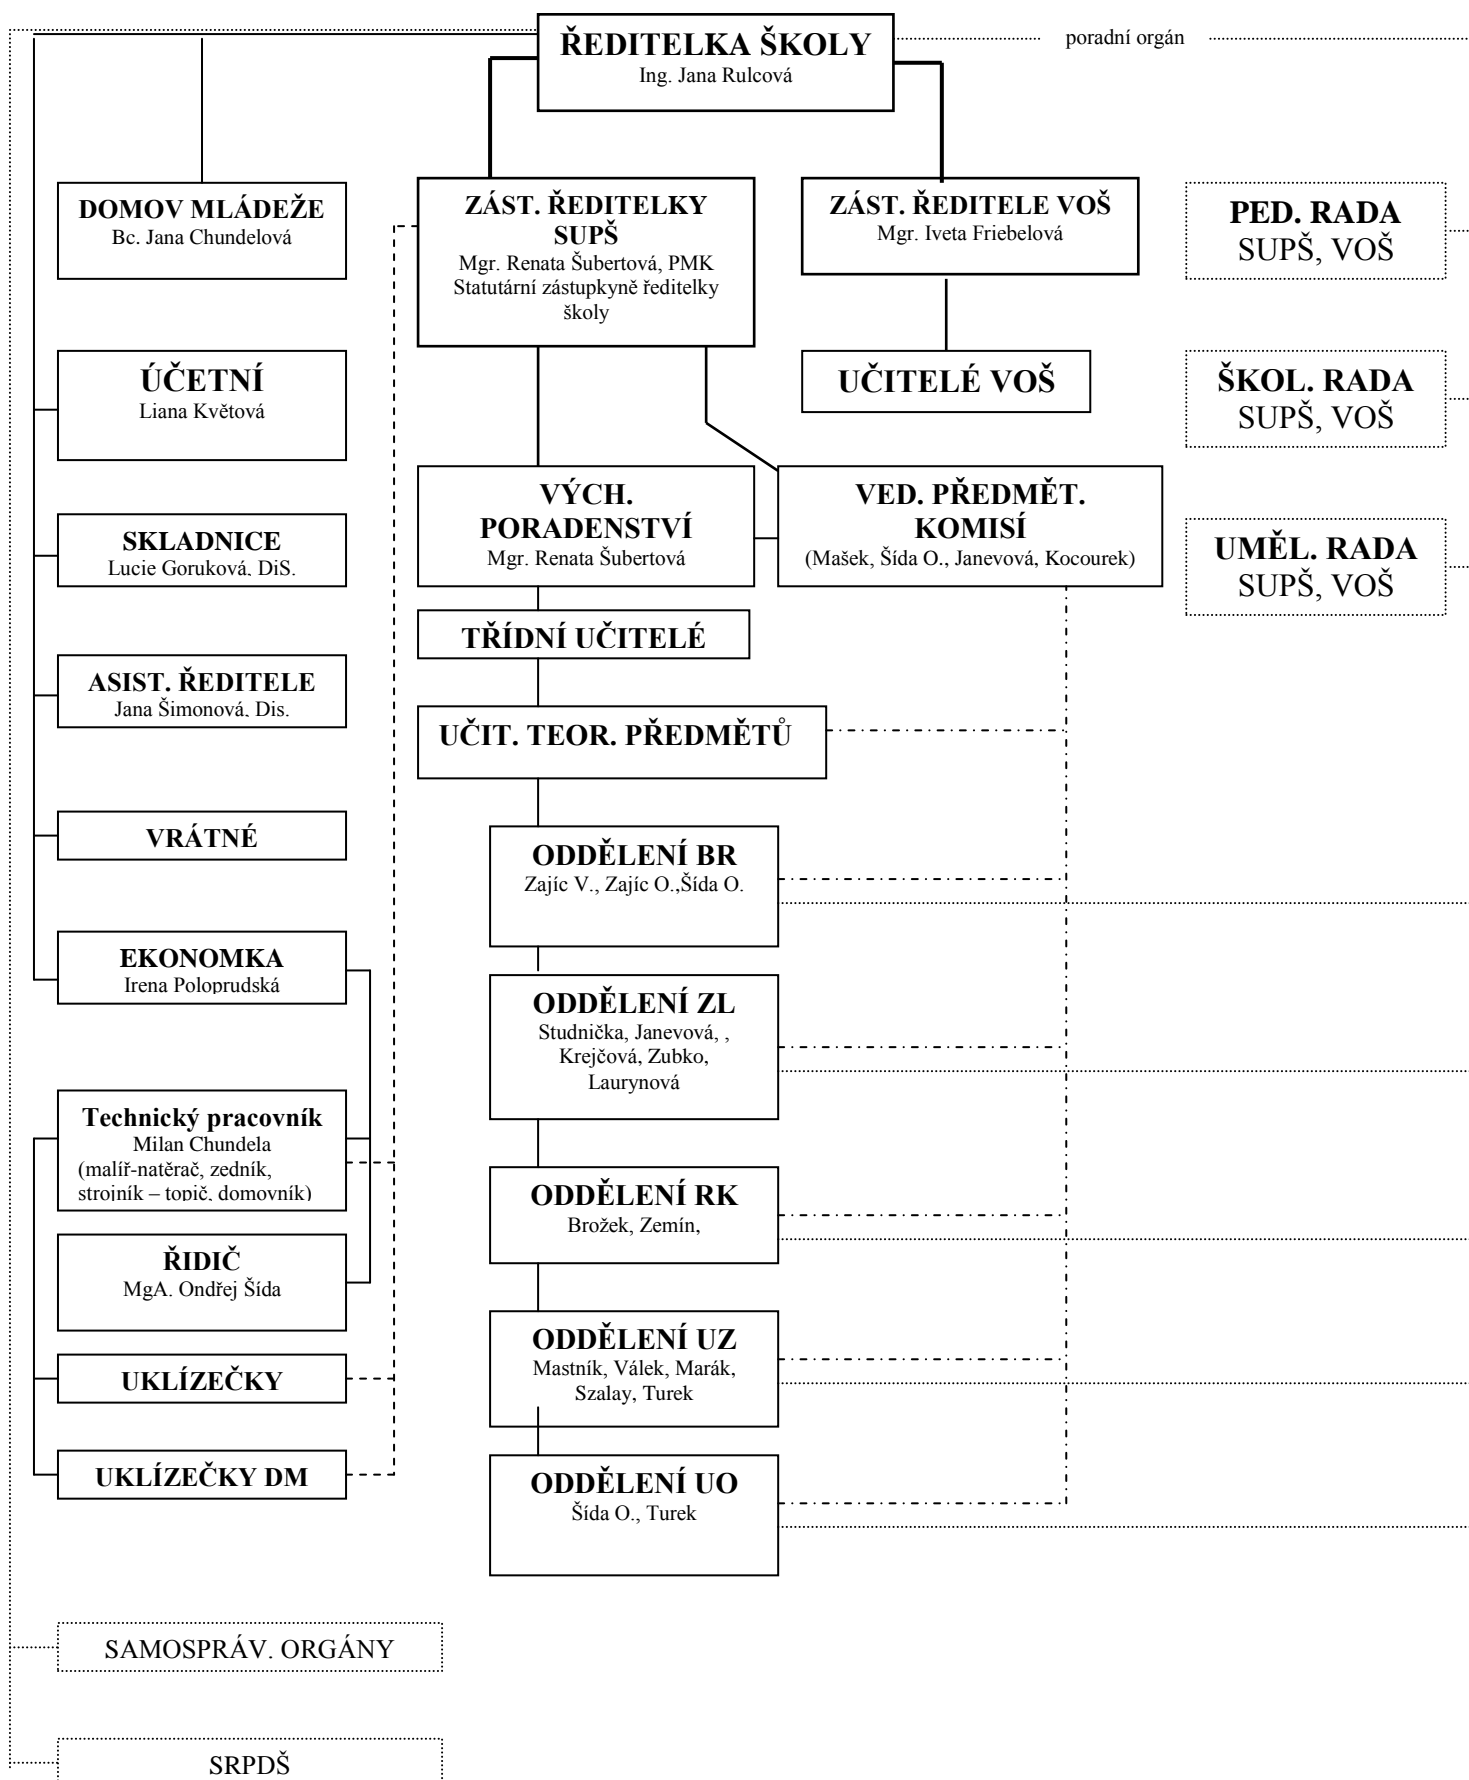 ŘEDITELKA ŠKOLY
Ing. Jana Rulcová
poradní orgán
DOMOV MLÁDEŽE
Bc. Jana Chundelová
ZÁST. ŘEDITELKY
SUPŠ
Mgr. Renata Šubertová, PMK
Statutární zástupkyně ředitelky
školy
ZÁST. ŘEDITELE VOŠ
Mgr. Iveta Friebelová
PED. RADA
SUPŠ, VOŠ
ÚČETNÍ
Liana Květová
UČITELÉ VOŠ
ŠKOL. RADA
SUPŠ, VOŠ
VÝCH.
PORADENSTVÍ
Mgr. Renata Šubertová
VED. PŘEDMĚT.
KOMISÍ
(Mašek, Šída O., Janevová, Kocourek)
SKLADNICE
Lucie Goruková, DiS.
UMĚL. RADA
SUPŠ, VOŠ
TŘÍDNÍ UČITELÉ
ASIST. ŘEDITELE
Jana Šimonová, Dis.
UČIT. TEOR. PŘEDMĚTŮ
VRÁTNÉ
ODDĚLENÍ BR
Zajíc V., Zajíc O.,Šída O.
EKONOMKA
Irena Poloprudská
ODDĚLENÍ ZL
Studnička, Janevová, ,
Krejčová, Zubko,
Laurynová
Technický pracovník
Milan Chundela
(malíř-natěrač, zedník,
strojník – topič, domovník)
ODDĚLENÍ RK
Brožek, Zemín,
ŘIDIČ
MgA. Ondřej Šída
ODDĚLENÍ UZ
Mastník, Válek, Marák,
Szalay, Turek
UKLÍZEČKY
UKLÍZEČKY DM
ODDĚLENÍ UO
Šída O., Turek
SAMOSPRÁV. ORGÁNY
SRPDŠ